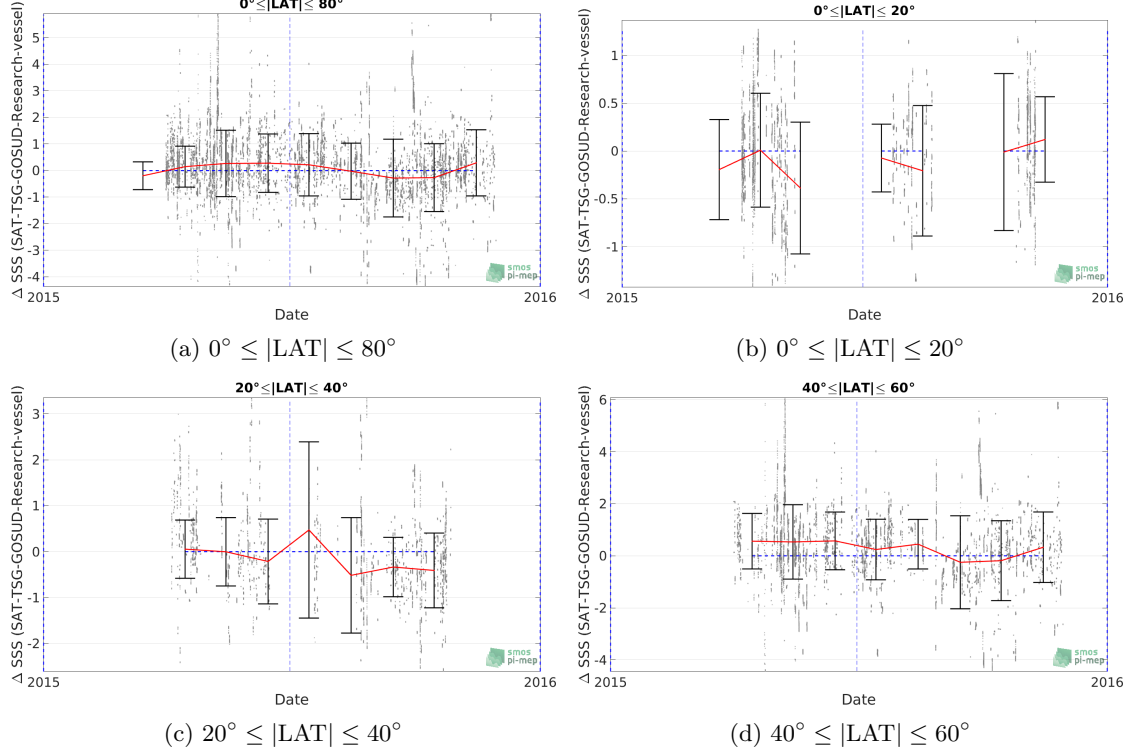 0°≤|LAT|≤ 80°
Δ SSS (SAT-TSG-GOSUD-Research-vessel)
5
4
3
2
1
0
-1
-2
-3
-4
smos
pi-mep
2015
2016
Date
(a) 0° ≤ |LAT| ≤ 80°
0°≤|LAT|≤ 20°
Δ SSS (SAT-TSG-GOSUD-Research-vessel)
1
0.5
0
-0.5
-1
smos
pi-mep
2015
2016
Date
(b) 0° ≤ |LAT| ≤ 20°
20°≤|LAT|≤ 40°
Δ SSS (SAT-TSG-GOSUD-Research-vessel)
3
2
1
0
-1
-2
smos
pi-mep
2015
2016
Date
(c) 20° ≤ |LAT| ≤ 40°
40°≤|LAT|≤ 60°
Δ SSS (SAT-TSG-GOSUD-Research-vessel)
6
4
2
0
-2
-4
smos
pi-mep
2015
2016
Date
(d) 40° ≤ |LAT| ≤ 60°